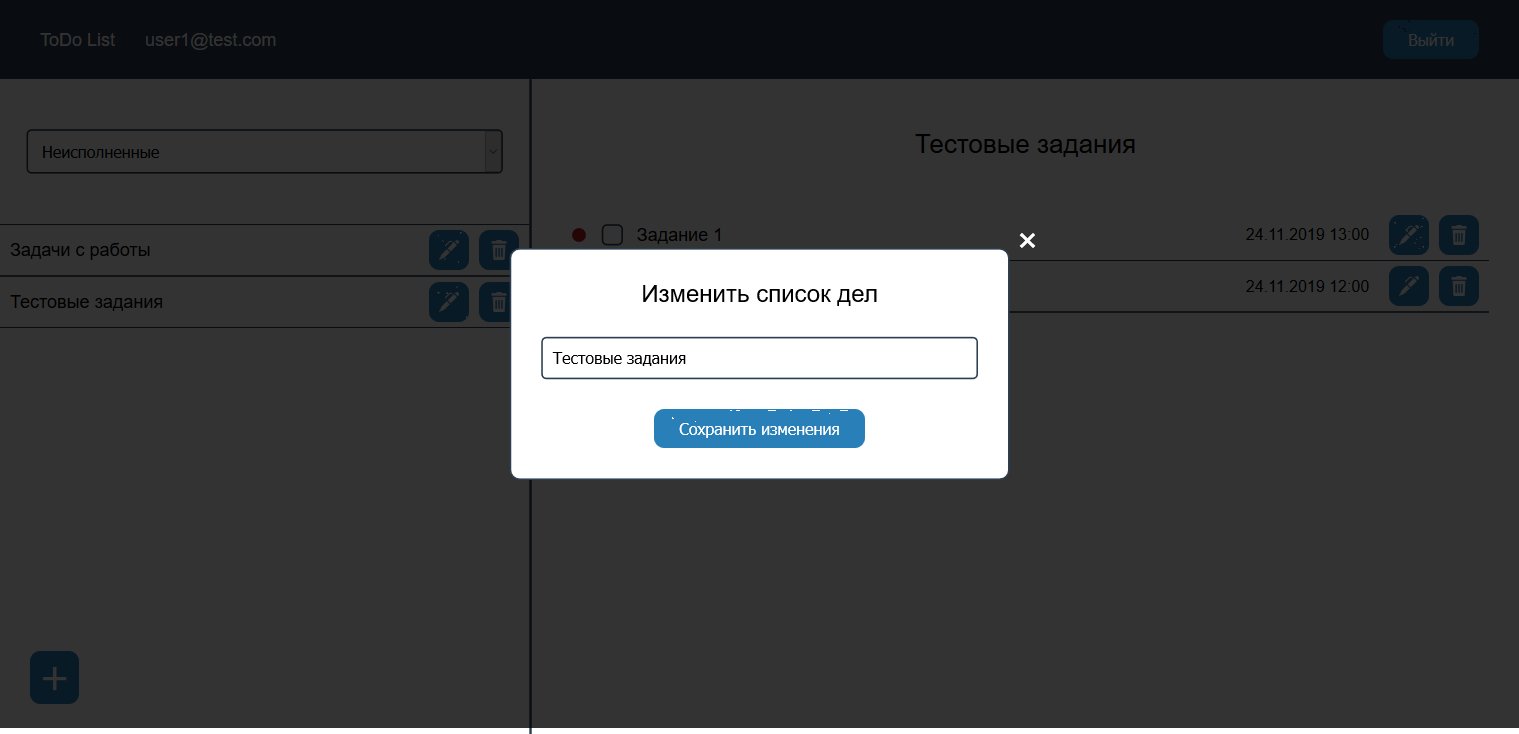 ToDo List user1@test.com Выйти
Неисполненные
Задачи с работы
Тестовые задания
Тестовые задания
Задание 1 24.11.2019 13:00
24.11.2019 12:00
Изменить список дел
Тестовые задания
Сохранить изменения